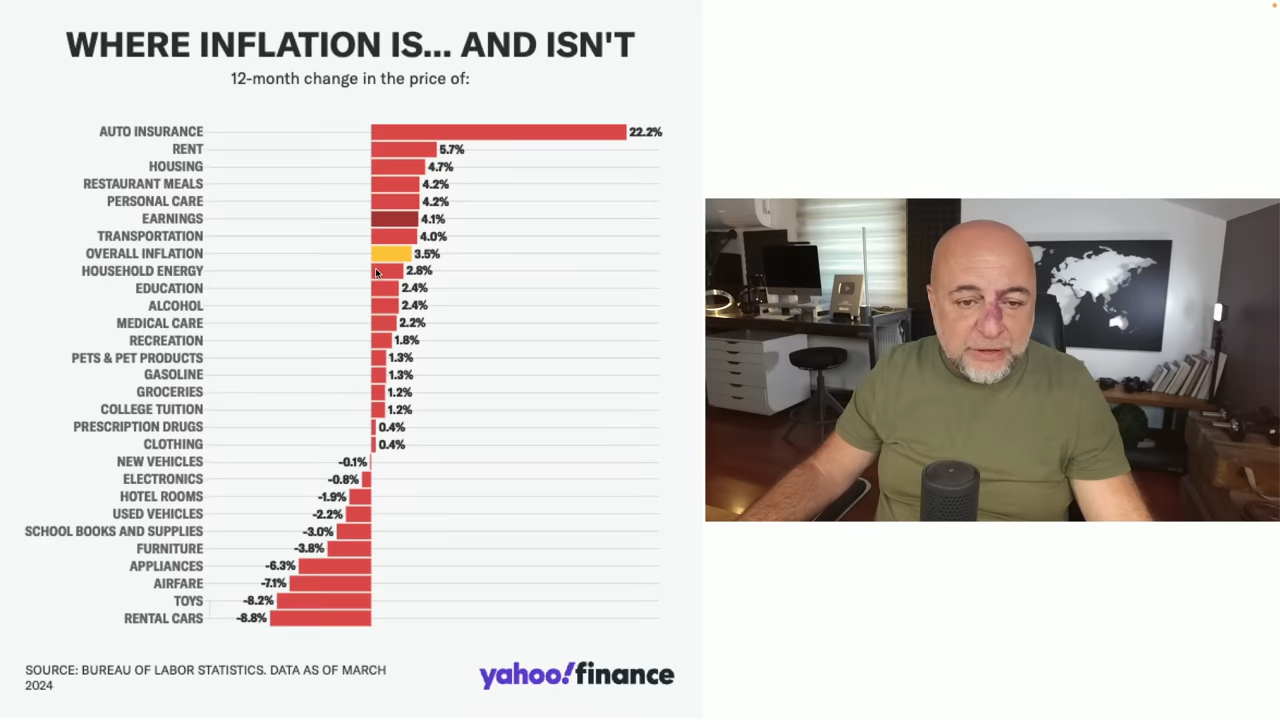 WHERE INFLATION IS... AND ISN'T
12-month change in the price of:
AUTO INSURANCE 22.2%
RENT 5.7%
HOUSING 4.7%
RESTAURANT MEALS 4.2%
PERSONAL CARE 4.2%
EARNINGS 4.1%
TRANSPORTATION 4.0%
OVERALL INFLATION 3.5%
HOUSEHOLD ENERGY 2.8%
EDUCATION 2.4%
ALCOHOL 2.4%
MEDICAL CARE 2.2%
RECREATION 1.8%
PETS & PET PRODUCTS 1.3%
GASOLINE 1.3%
GROCERIES 1.2%
COLLEGE TUITION 1.2%
PRESCRIPTION DRUGS 0.4%
CLOTHING 0.4%
NEW VEHICLES -0.1%
ELECTRONICS -0.8%
HOTEL ROOMS -1.9%
USED VEHICLES -2.2%
SCHOOL BOOKS AND SUPPLIES -3.0%
FURNITURE -3.8%
APPLIANCES -6.3%
AIRFARE -7.1%
TOYS -8.2%
RENTAL CARS -8.8%
SOURCE: BUREAU OF LABOR STATISTICS. DATA AS OF MARCH
2024
yahoo!finance